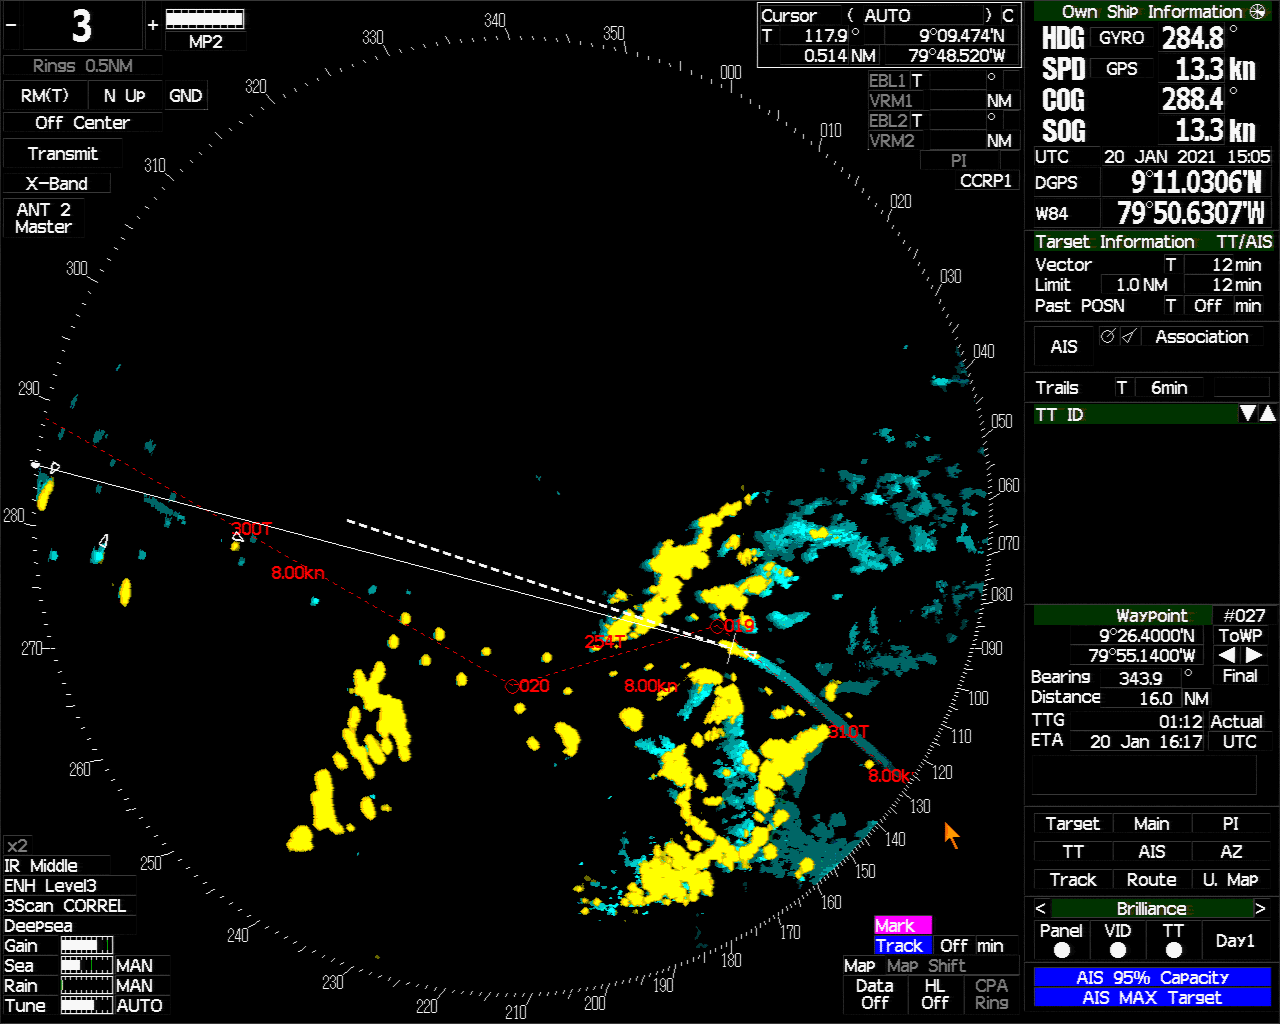 − 3 +
MP2
Rings 0.5NM
RM(T) N Up GND
Off Center
Transmit
X-Band
ANT 2
Master
Cursor ( AUTO ) C
T 117.9° 9°09.474'N
0.514 NM 79°48.520'W
EBL1 T °
VRM1 NM
EBL2 T °
VRM2 NM
PI
CCRP1
340
350
330
000
320
010
310
020
300
030
290
040
050
280
060
070
270
080
090
100
260
110
120
250
130
140
150
240
160
170
230
180
220
190
210
200
300T
8.00kn
254T
019
020
8.00kn
310T
8.00k
x2
IR Middle
ENH Level3
3Scan CORREL
Deepsea
Gain
Sea MAN
Rain MAN
Tune AUTO
Mark
Track Off min
Map Map Shift
Data Off
HL Off
CPA Ring
Own Ship Information
HDG GYRO 284.8°
SPD GPS 13.3 kn
COG 288.4°
SOG 13.3 kn
UTC 20 JAN 2021 15:05
DGPS 9°11.0306'N
W84 79°50.6307'W
Target Information TT/AIS
Vector T 12 min
Limit 1.0 NM 12 min
Past POSN T Off min
AIS Association
Trails T 6min
TT ID ▼▲
Waypoint #027
9°26.4000'N ToWP
79°55.1400'W ◀ ▶
Bearing 343.9° Final
Distance 16.0 NM
TTG 01:12 Actual
ETA 20 Jan 16:17 UTC
Target Main PI
TT AIS AZ
Track Route U. Map
< Brilliance >
Panel VID TT Day1
AIS 95% Capacity
AIS MAX Target